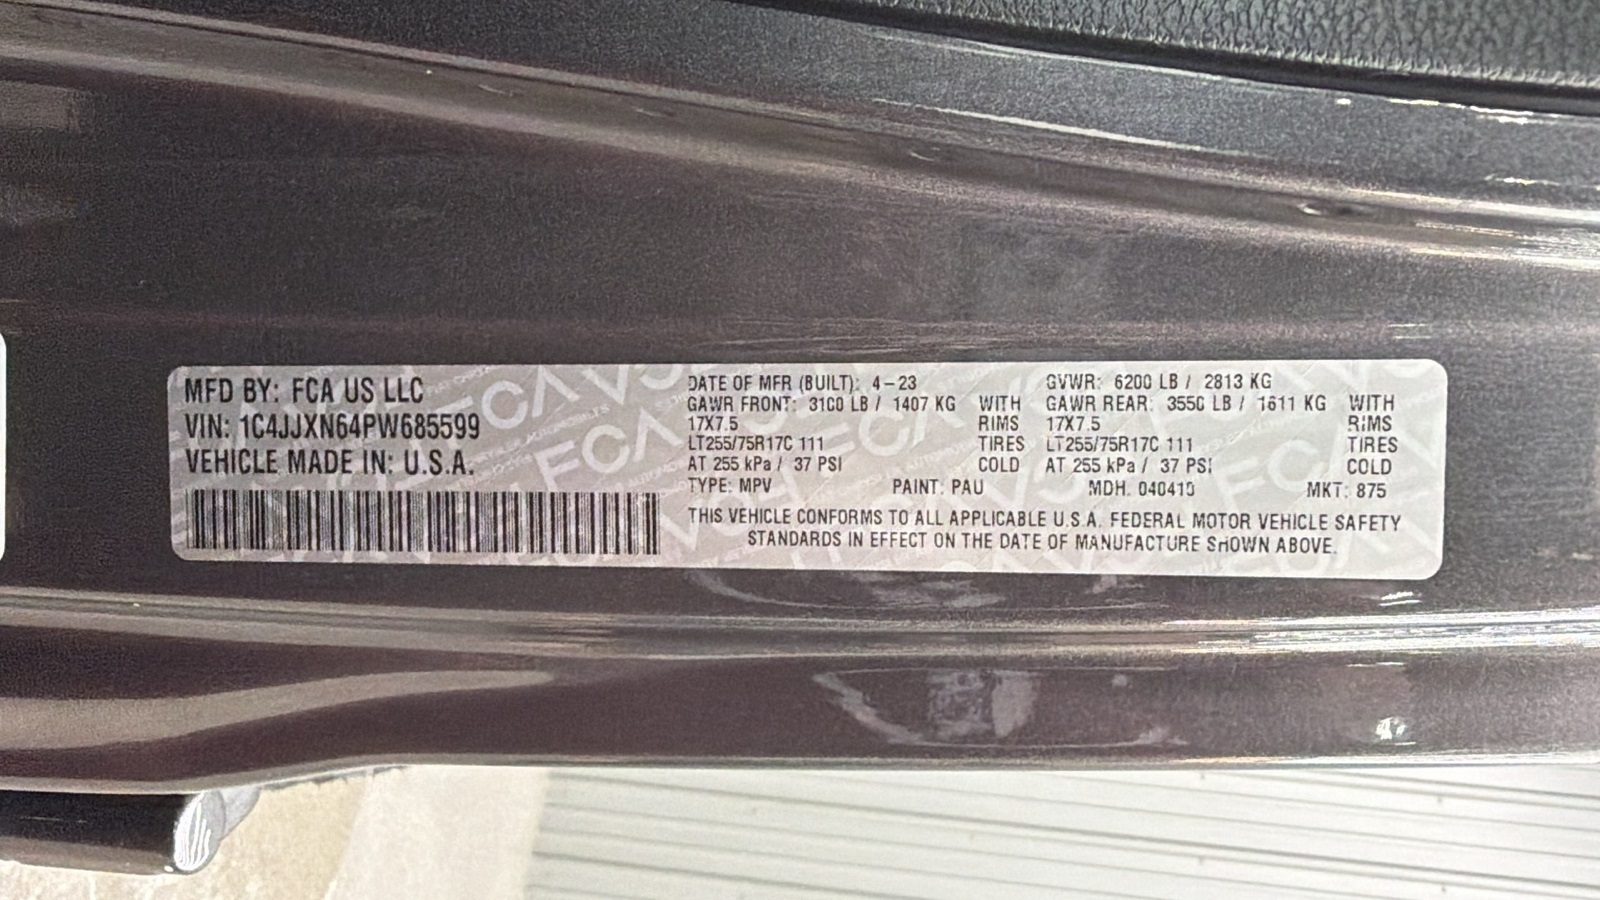 MFD BY: FCA US LLC
VIN: 1C4JJXN64PW685599
VEHICLE MADE IN: U.S.A.
DATE OF MFR (BUILT): 4-23 GVWR: 6200 LB / 2813 KG
GAWR FRONT: 3100 LB / 1407 KG WITH GAWR REAR: 3550 LB / 1611 KG WITH
17X7.5 RIMS 17X7.5 RIMS
LT255/75R17C 111 TIRES LT255/75R17C 111 TIRES
AT 255 kPa / 37 PSI COLD AT 255 kPa / 37 PSI COLD
TYPE: MPV PAINT: PAU MDH: MKT: 875
THIS VEHICLE CONFORMS TO ALL APPLICABLE U.S.A. FEDERAL MOTOR VEHICLE SAFETY
STANDARDS IN EFFECT ON THE DATE OF MANUFACTURE SHOWN ABOVE.